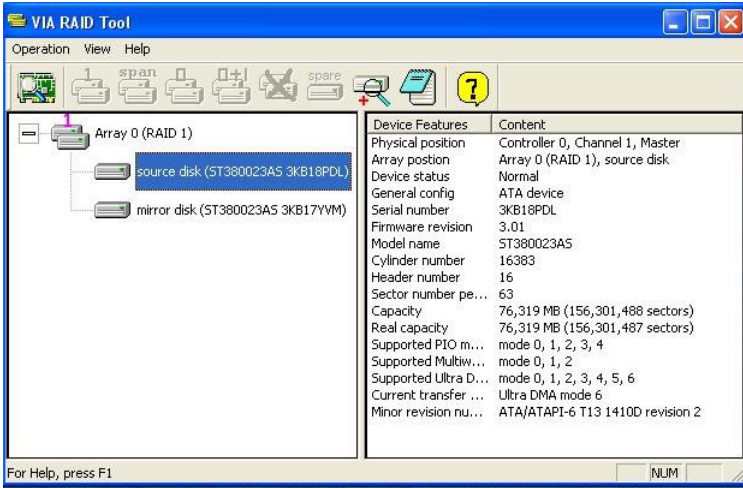 VIA RAID Tool
Operation View Help
1 span 0 0+1 spare
Array 0 (RAID 1)
source disk (ST380023AS 3KB18PDL)
mirror disk (ST380023AS 3KB17YVM)
Device Features Content
Physical position Controller 0, Channel 1, Master
Array postion Array 0 (RAID 1), source disk
Device status Normal
General config ATA device
Serial number 3KB18PDL
Firmware revision 3.01
Model name ST380023AS
Cylinder number 16383
Header number 16
Sector number pe... 63
Capacity 76,319 MB (156,301,488 sectors)
Real capacity 76,319 MB (156,301,487 sectors)
Supported PIO m... mode 0, 1, 2, 3, 4
Supported Multiw... mode 0, 1, 2
Supported Ultra D... mode 0, 1, 2, 3, 4, 5, 6
Current transfer ... Ultra DMA mode 6
Minor revision nu... ATA/ATAPI-6 T13 1410D revision 2
For Help, press F1 NUM